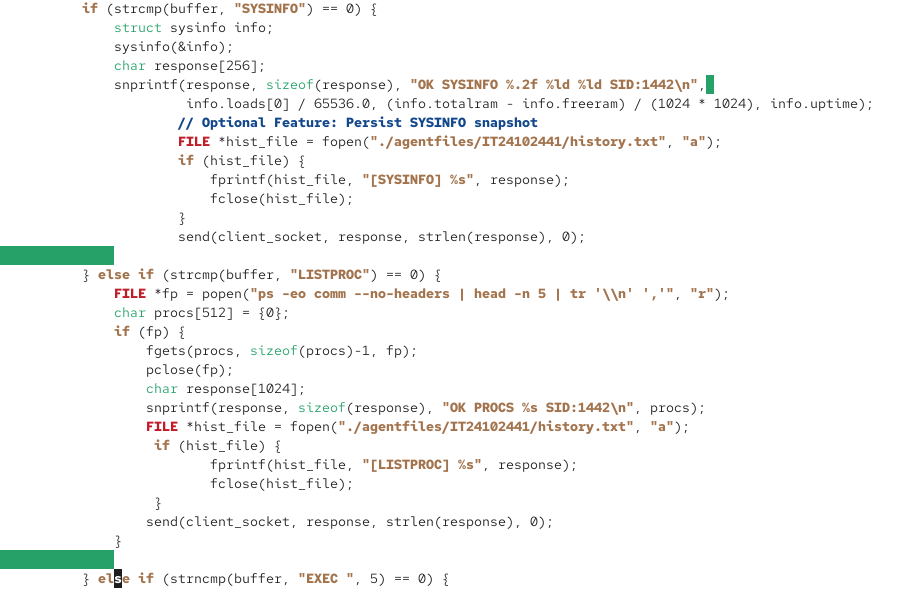 if (strcmp(buffer, "SYSINFO") == 0) {
struct sysinfo info;
sysinfo(&info);
char response[256];
snprintf(response, sizeof(response), "OK SYSINFO %.2f %ld %ld SID:1442\n",
info.loads[0] / 65536.0, (info.totalram - info.freeram) / (1024 * 1024), info.uptime);
// Optional Feature: Persist SYSINFO snapshot
FILE *hist_file = fopen("./agentfiles/IT24102441/history.txt", "a");
if (hist_file) {
fprintf(hist_file, "[SYSINFO] %s", response);
fclose(hist_file);
}
send(client_socket, response, strlen(response), 0);
} else if (strcmp(buffer, "LISTPROC") == 0) {
FILE *fp = popen("ps -eo comm --no-headers | head -n 5 | tr '\\n' ','", "r");
char procs[512] = {0};
if (fp) {
fgets(procs, sizeof(procs)-1, fp);
pclose(fp);
char response[1024];
snprintf(response, sizeof(response), "OK PROCS %s SID:1442\n", procs);
FILE *hist_file = fopen("./agentfiles/IT24102441/history.txt", "a");
if (hist_file) {
fprintf(hist_file, "[LISTPROC] %s", response);
fclose(hist_file);
}
send(client_socket, response, strlen(response), 0);
}
} else if (strncmp(buffer, "EXEC ", 5) == 0) {